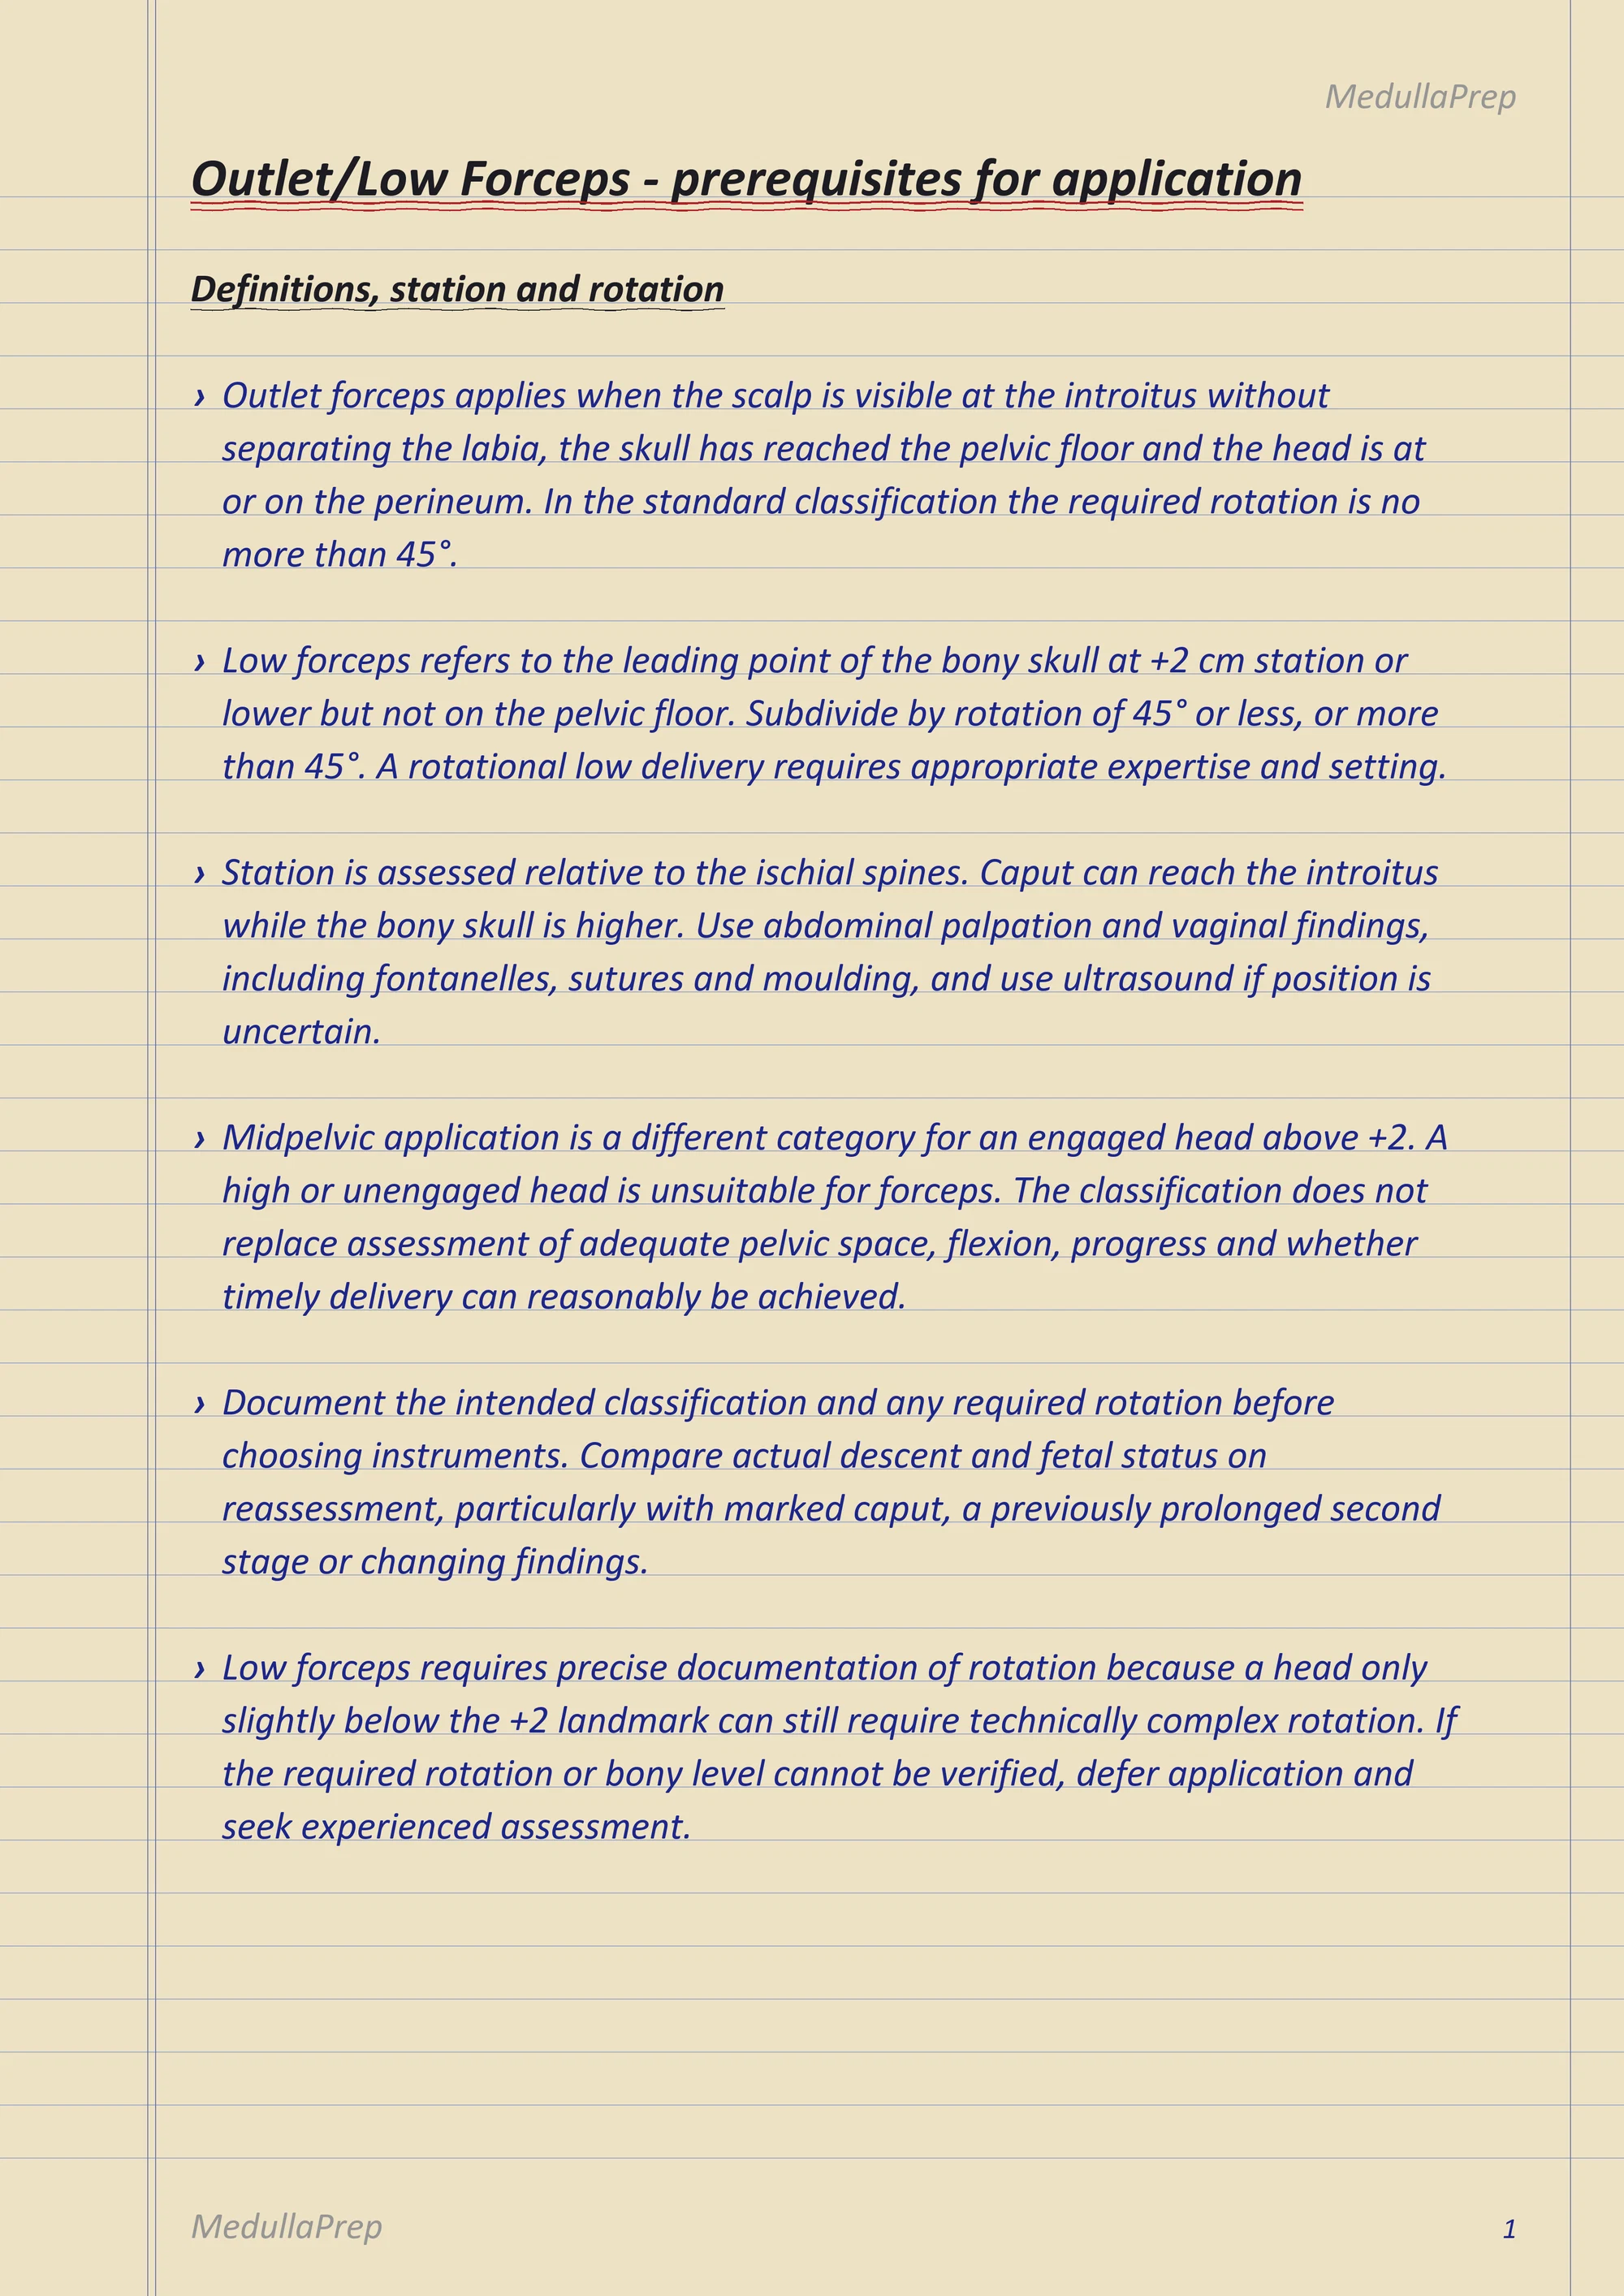 MedullaPrep
Outlet/Low Forceps - prerequisites for application
Definitions, station and rotation
› Outlet forceps applies when the scalp is visible at the introitus without
separating the labia, the skull has reached the pelvic floor and the head is at
or on the perineum. In the standard classification the required rotation is no
more than 45°.
› Low forceps refers to the leading point of the bony skull at +2 cm station or
lower but not on the pelvic floor. Subdivide by rotation of 45° or less, or more
than 45°. A rotational low delivery requires appropriate expertise and setting.
› Station is assessed relative to the ischial spines. Caput can reach the introitus
while the bony skull is higher. Use abdominal palpation and vaginal findings,
including fontanelles, sutures and moulding, and use ultrasound if position is
uncertain.
› Midpelvic application is a different category for an engaged head above +2. A
high or unengaged head is unsuitable for forceps. The classification does not
replace assessment of adequate pelvic space, flexion, progress and whether
timely delivery can reasonably be achieved.
› Document the intended classification and any required rotation before
choosing instruments. Compare actual descent and fetal status on
reassessment, particularly with marked caput, a previously prolonged second
stage or changing findings.
› Low forceps requires precise documentation of rotation because a head only
slightly below the +2 landmark can still require technically complex rotation. If
the required rotation or bony level cannot be verified, defer application and
seek experienced assessment.
MedullaPrep
1